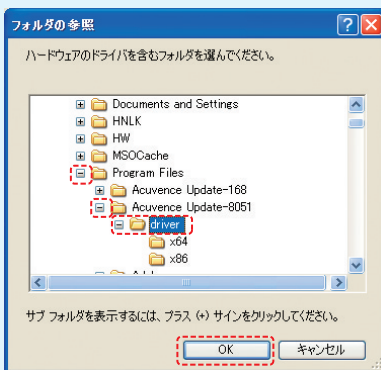 フォルダの参照
ハードウェアのドライバを含むフォルダを選んでください。
Documents and Settings
HNLK
HW
MSOCache
Program Files
Acuvence Update-168
Acuvence Update-8051
driver
x64
x86
サブ フォルダを表示するには、プラス (+) サインをクリックしてください。
OK
キャンセル